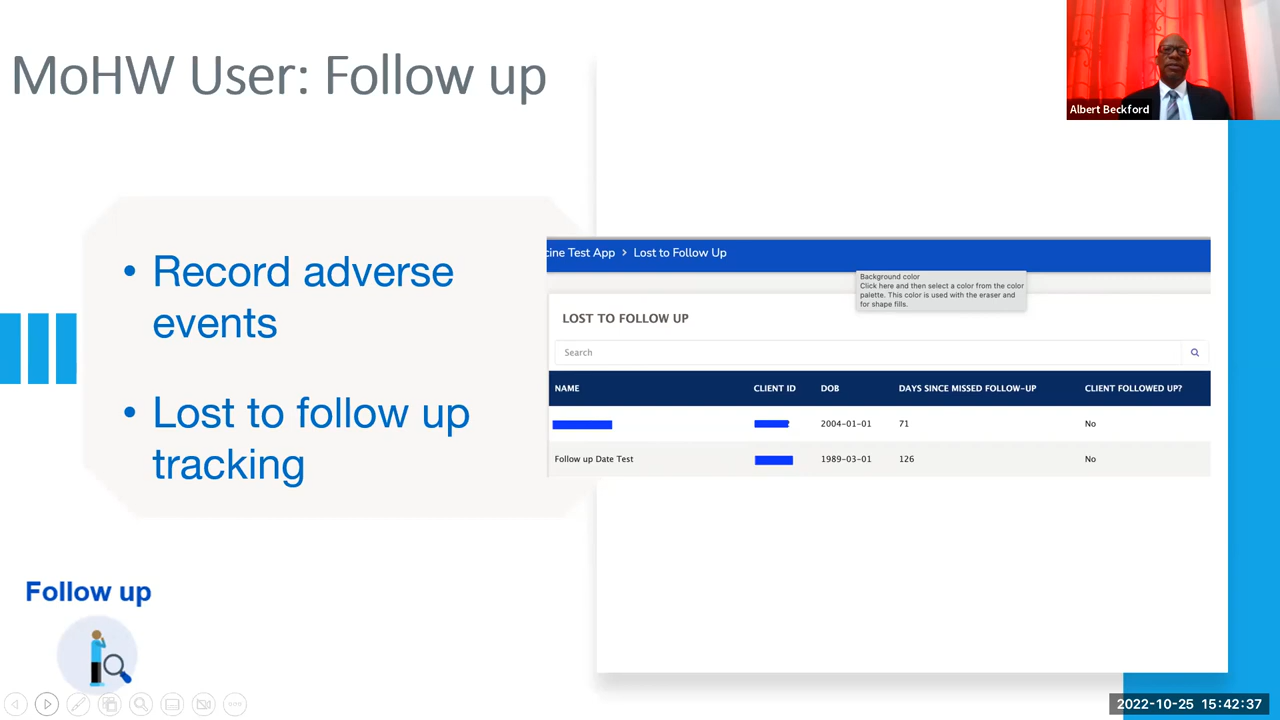 MoHW User: Follow up
Albert Beckford
• Record adverse
events
• Lost to follow up
tracking
cine Test App > Lost to Follow Up
Background color
Click here and then select a color from the color
palette. This color is used with the eraser and
for shape fills.
LOST TO FOLLOW UP
Search
NAME CLIENT ID DOB DAYS SINCE MISSED FOLLOW-UP CLIENT FOLLOWED UP?
2004-01-01 71 No
Follow up Date Test 1989-03-01 126 No
Follow up
2022-10-25 15:42:37